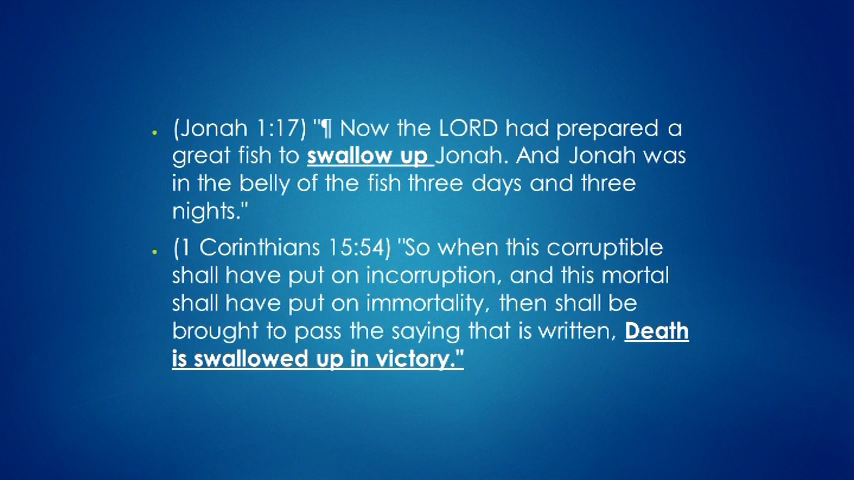 • (Jonah 1:17) "¶ Now the LORD had prepared a
great fish to swallow up Jonah. And Jonah was
in the belly of the fish three days and three
nights."
• (1 Corinthians 15:54) "So when this corruptible
shall have put on incorruption, and this mortal
shall have put on immortality, then shall be
brought to pass the saying that is written, Death
is swallowed up in victory."